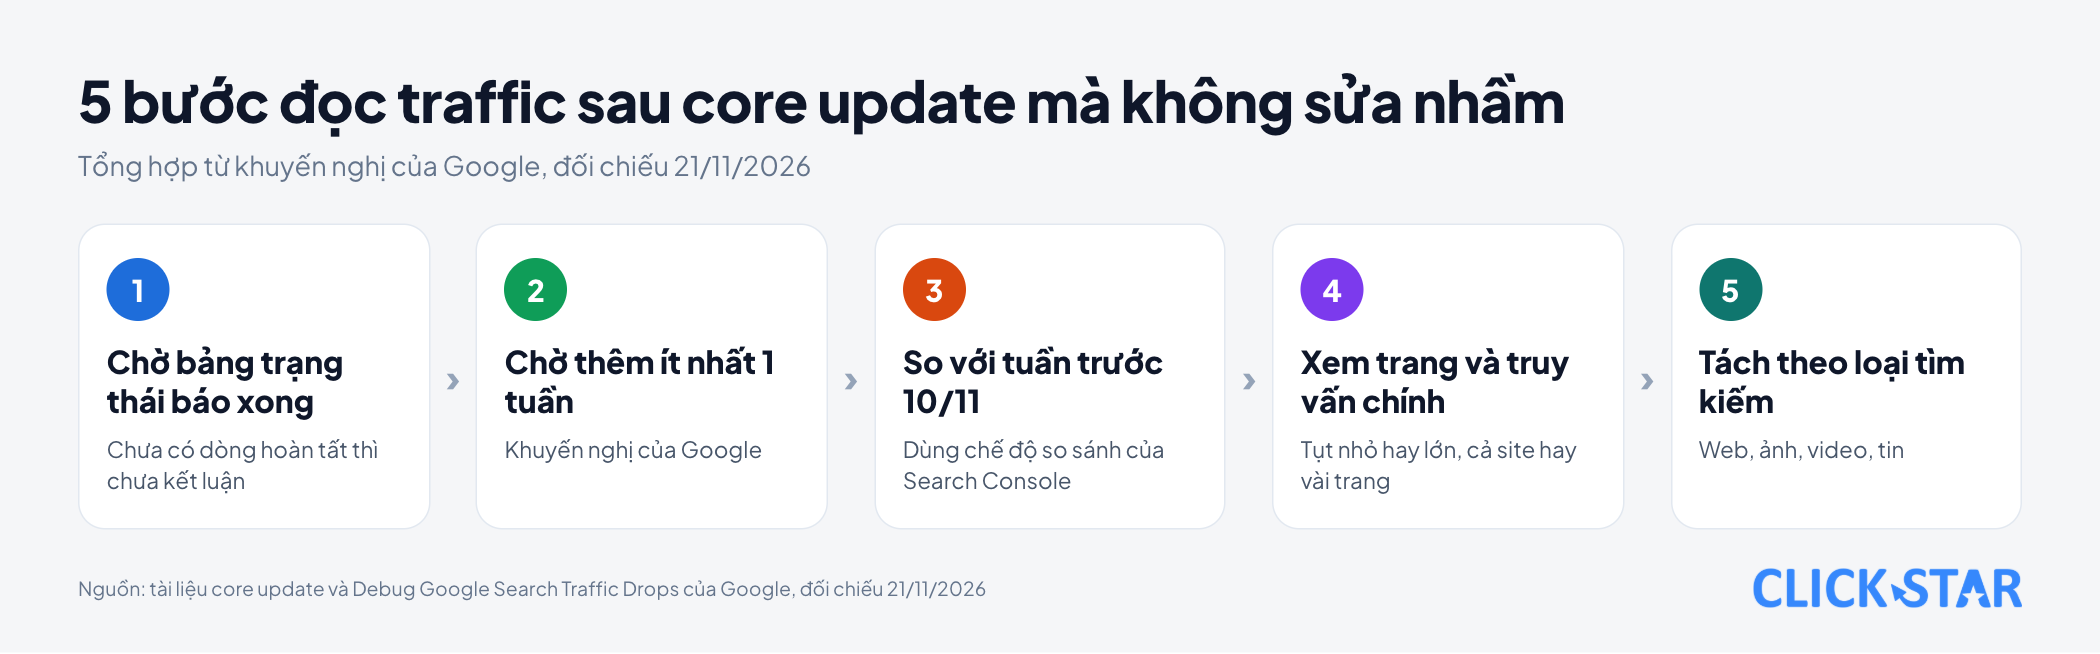 5 bước đọc traffic sau core update mà không sửa nhầm
Tổng hợp từ khuyến nghị của Google, đối chiếu 21/11/2026
1
Chờ bảng trạng
thái báo xong
Chưa có dòng hoàn tất thì
chưa kết luận
›
2
Chờ thêm ít nhất 1
tuần
Khuyến nghị của Google
›
3
So với tuần trước
10/11
Dùng chế độ so sánh của
Search Console
›
4
Xem trang và truy
vấn chính
Tụt nhỏ hay lớn, cả site hay
vài trang
›
5
Tách theo loại tìm
kiếm
Web, ảnh, video, tin
Nguồn: tài liệu core update và Debug Google Search Traffic Drops của Google, đối chiếu 21/11/2026
CLICK STAR